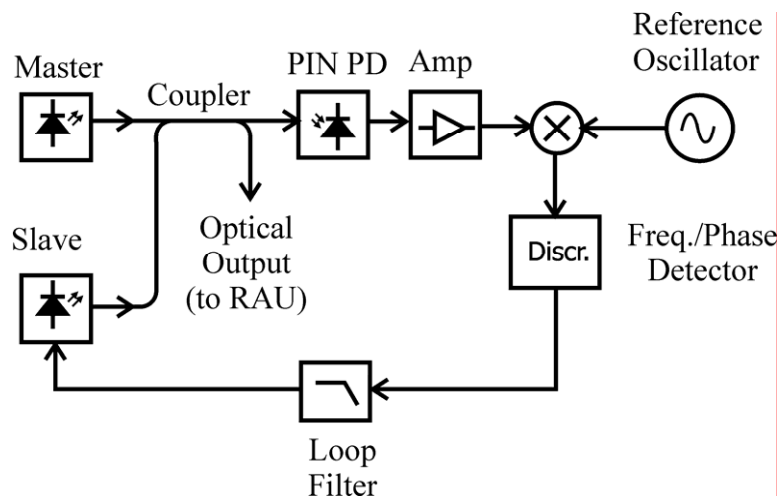 Master
Coupler
PIN PD
Amp
Reference
Oscillator
Slave
Optical
Output
(to RAU)
Discr.
Freq./Phase
Detector
Loop
Filter